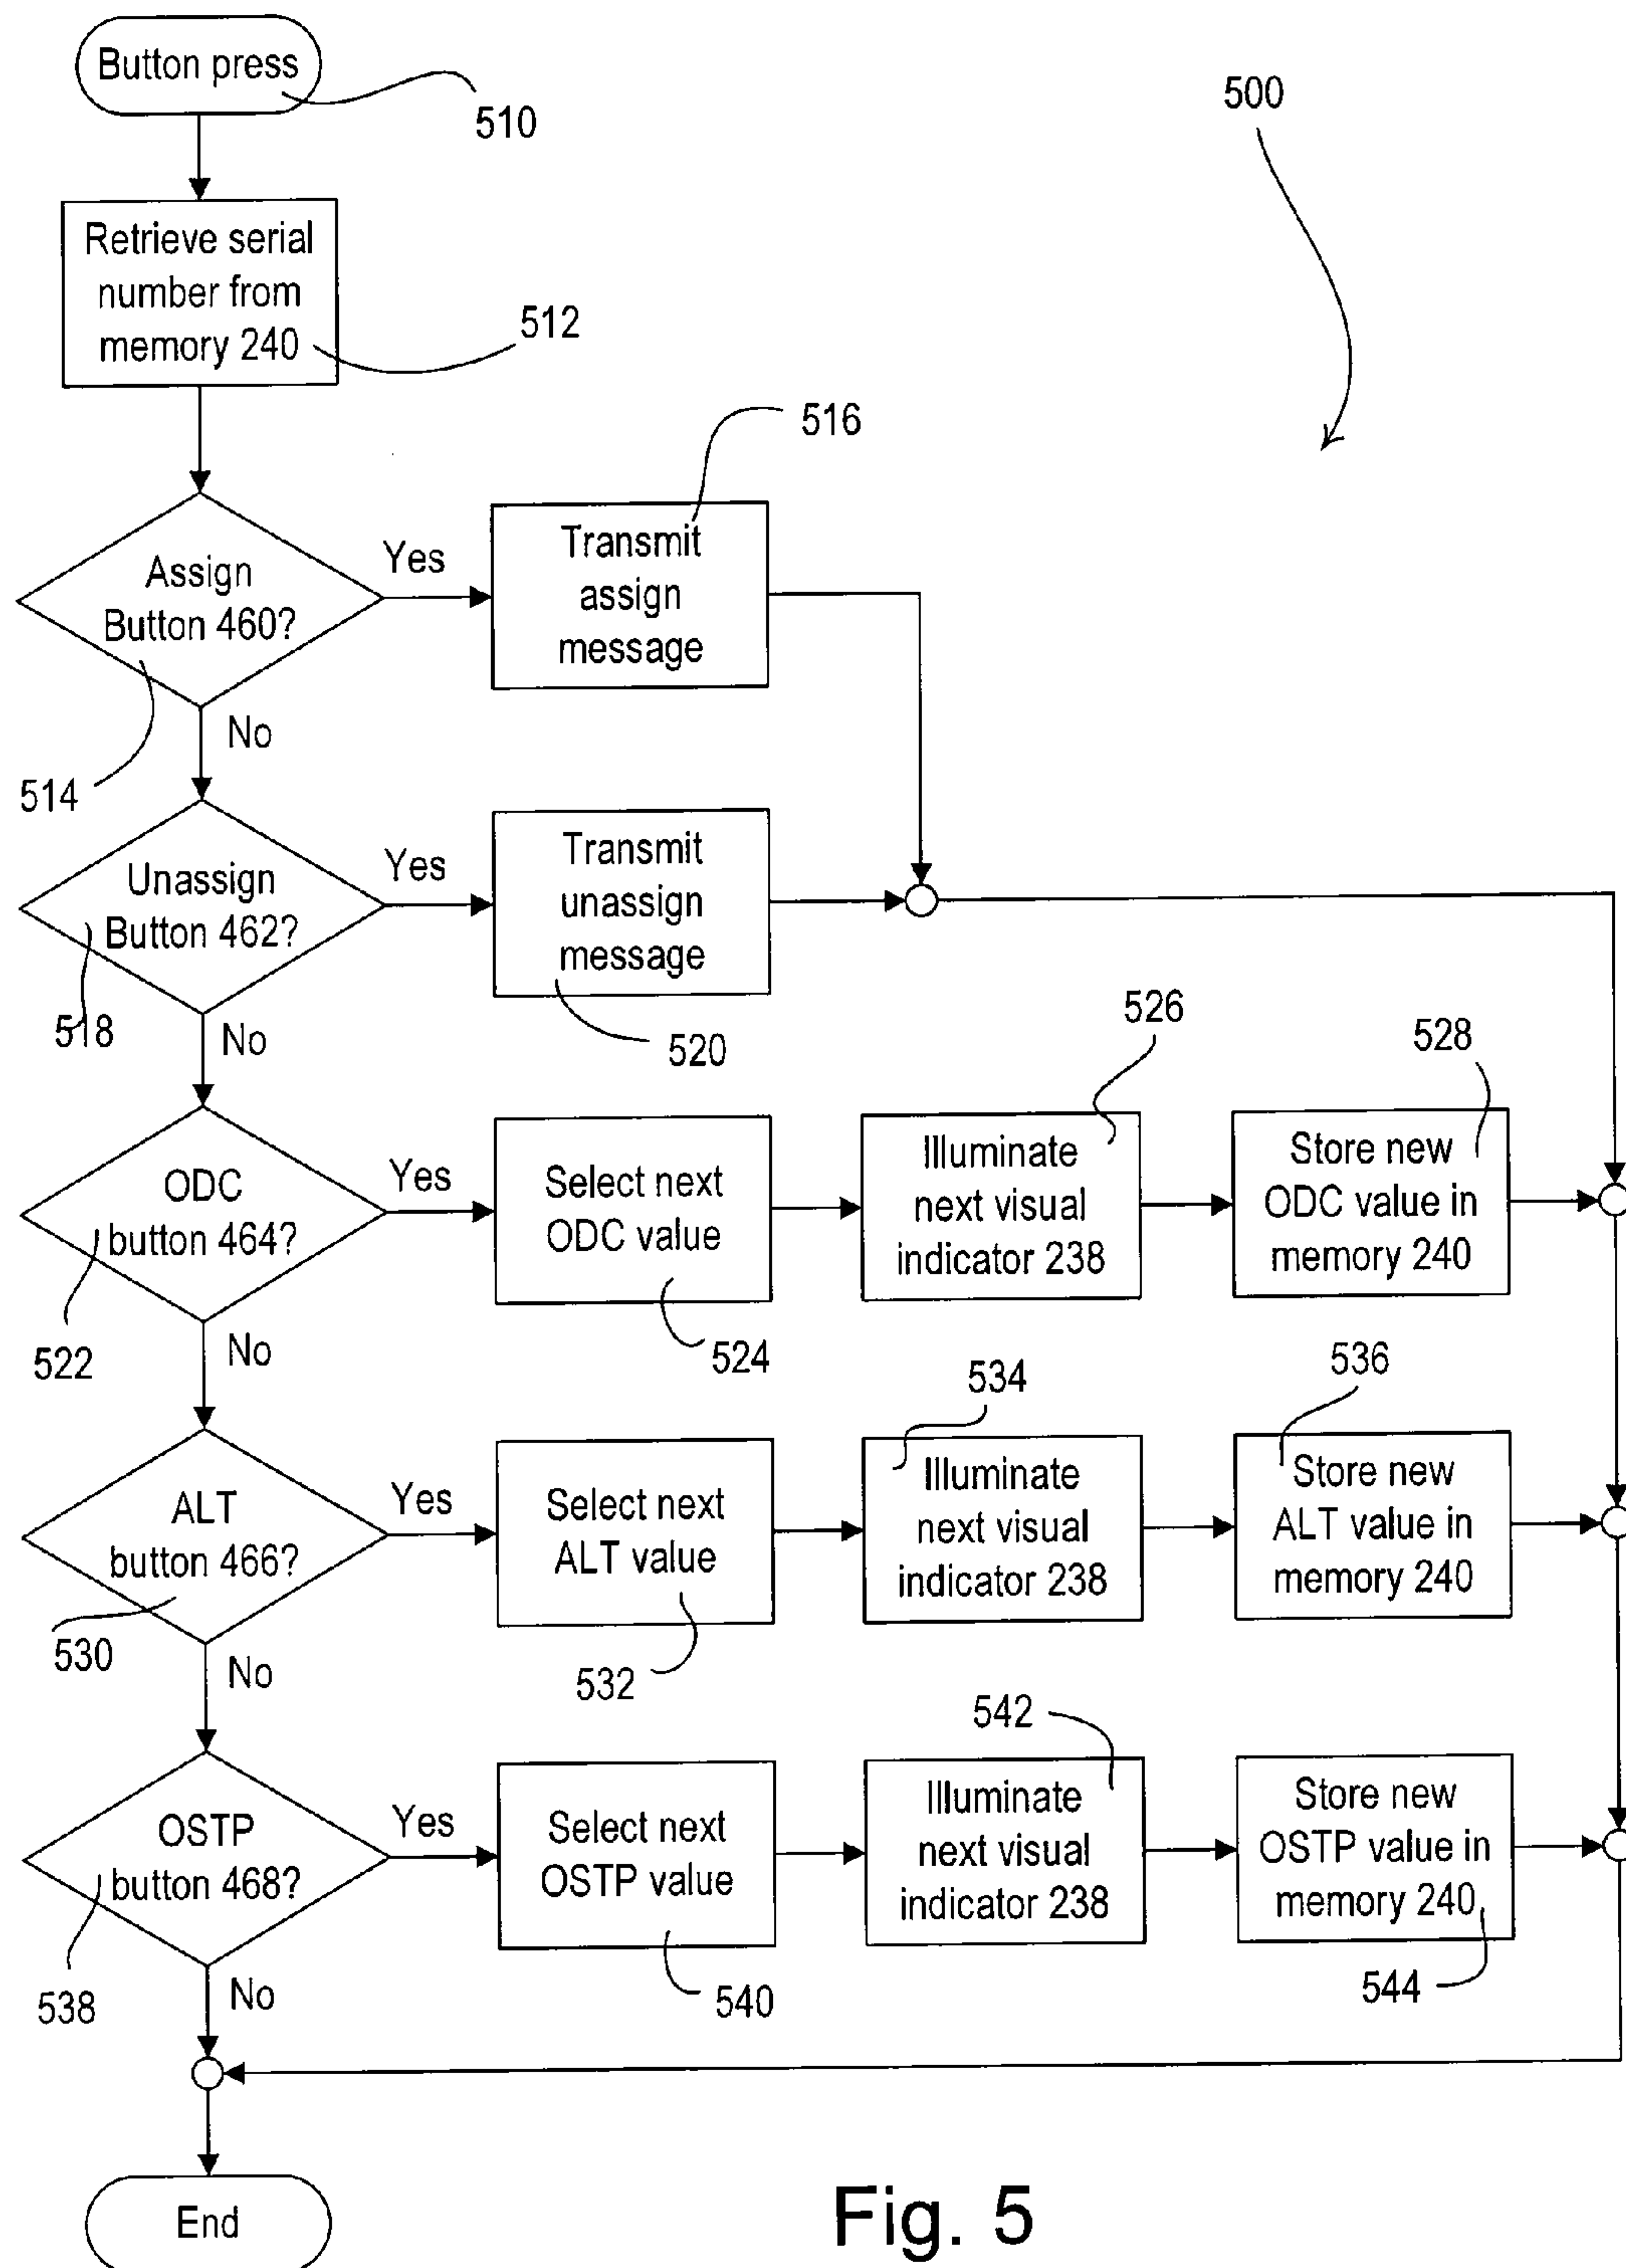 Button press
510
500
Retrieve serial
number from
memory 240
512
516
Assign
Button 460?
Yes
Transmit
assign
message
No
514
Unassign
Button 462?
Yes
Transmit
unassign
message
518
No
520
526
528
ODC
button 464?
Yes
Select next
ODC value
Illuminate
next visual
indicator 238
Store new
ODC value in
memory 240
522
No
524
534
536
ALT
button 466?
Yes
Select next
ALT value
Illuminate
next visual
indicator 238
Store new
ALT value in
memory 240
530
No
532
542
OSTP
button 468?
Yes
Select next
OSTP value
Illuminate
next visual
indicator 238
Store new
OSTP value in
memory 240
538
No
540
544
End
Fig. 5